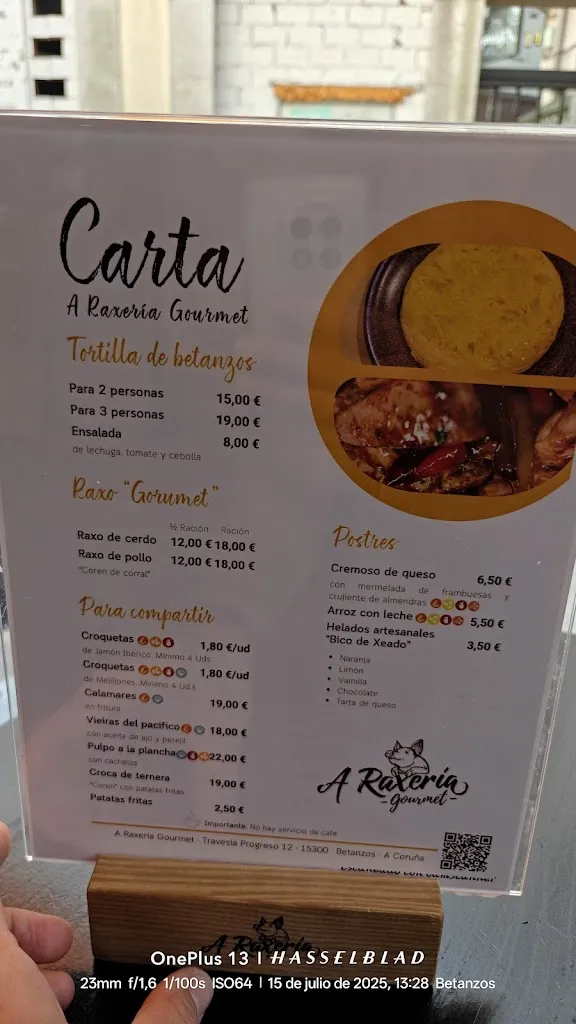 Carta
A Raxería Gourmet
Tortilla de betanzos
Para 2 personas 15,00 €
Para 3 personas 19,00 €
Ensalada 8,00 €
de lechuga, tomate y cebolla
Raxo "Gorumet"
½ Ración Ración
Raxo de cerdo 12,00 € 18,00 €
Raxo de pollo 12,00 € 18,00 €
"Coren de corral"
Para compartir
Croquetas 1,80 €/ud
de Jamón Ibérico. Mínimo 4 Uds.
Croquetas 1,80 €/ud
de Mejillones. Mínimo 4 Ud.s
Calamares 19,00 €
en fritura
Vieiras del pacifico 18,00 €
con aceite de ajo y perejil
Pulpo a la plancha 22,00 €
con cachelos
Croca de ternera 19,00 €
"Coren" con patatas fritas
Patatas fritas 2,50 €
Postres
Cremoso de queso 6,50 €
con mermelada de frambuesas y
crujiente de almendras
Arroz con leche 5,50 €
Helados artesanales
"Bico de Xeado" 3,50 €
• Naranja
• Limón
• Vainilla
• Chocolate
• Tarta de queso
A Raxería
- Gourmet -
Importante: No hay servicio de cafe
A Raxería Gourmet · Travesía Progreso 12 · 15300 · Betanzos · A Coruña
A Raxería
OnePlus 13 | HASSELBLAD
23mm f/1,6 1/100s ISO64 | 15 de julio de 2025, 13:28 Betanzos